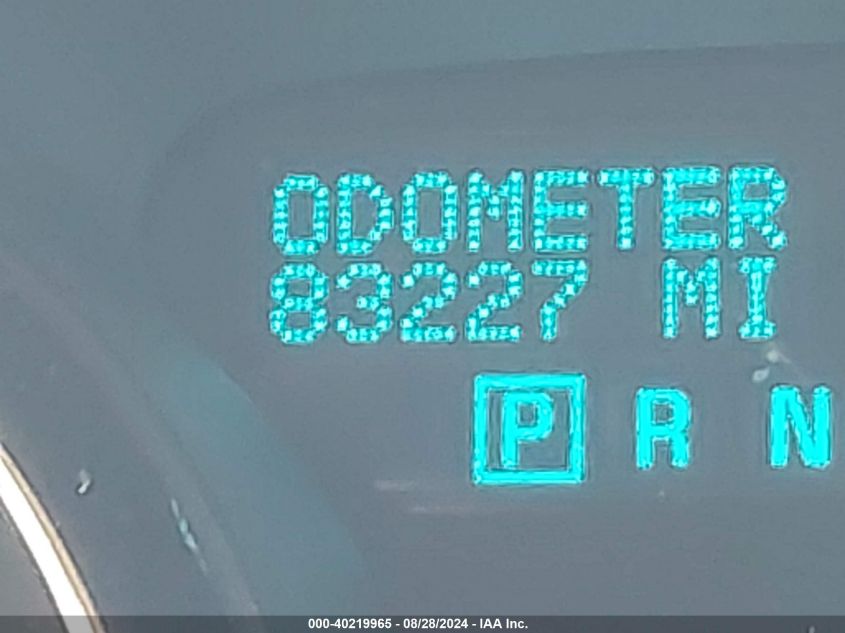 ODOMETER
83227 MI
P R N
000-40219965 - 08/28/2024 - IAA Inc.